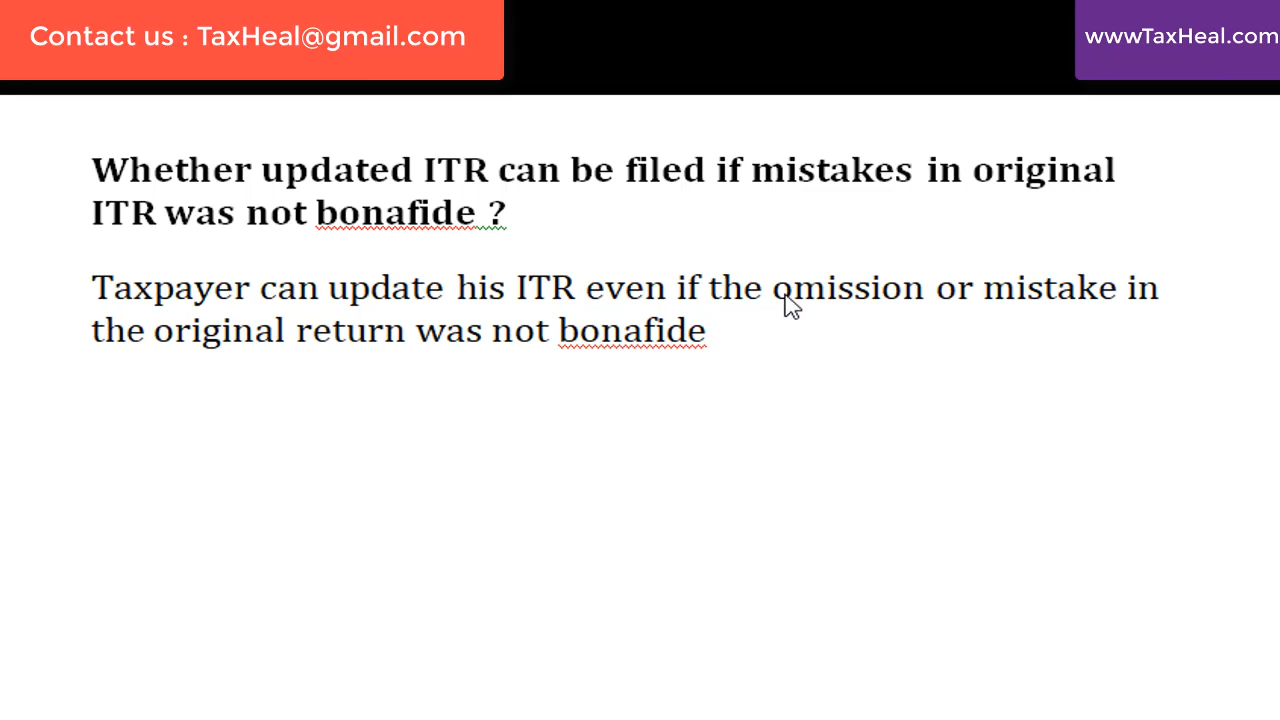 Contact us : TaxHeal@gmail.com
wwwTaxHeal.com
Whether updated ITR can be filed if mistakes in original
ITR was not bonafide ?
Taxpayer can update his ITR even if the omission or mistake in
the original return was not bonafide